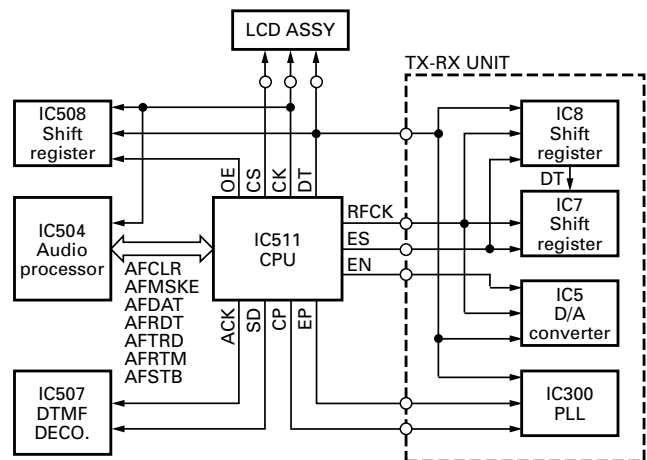 LCD ASSY
TX-RX UNIT
IC508
Shift
register
IC8
Shift
register
OE
CS
CK
DT
DT
IC504
Audio
processor
IC511
CPU
RFCK
ES
EN
IC7
Shift
register
AFCLR
AFMSKE
AFDAT
AFRDT
AFTRD
AFRTM
AFSTB
ACK
SD
CP
EP
IC5
D/A
converter
IC507
DTMF
DECO.
IC300
PLL